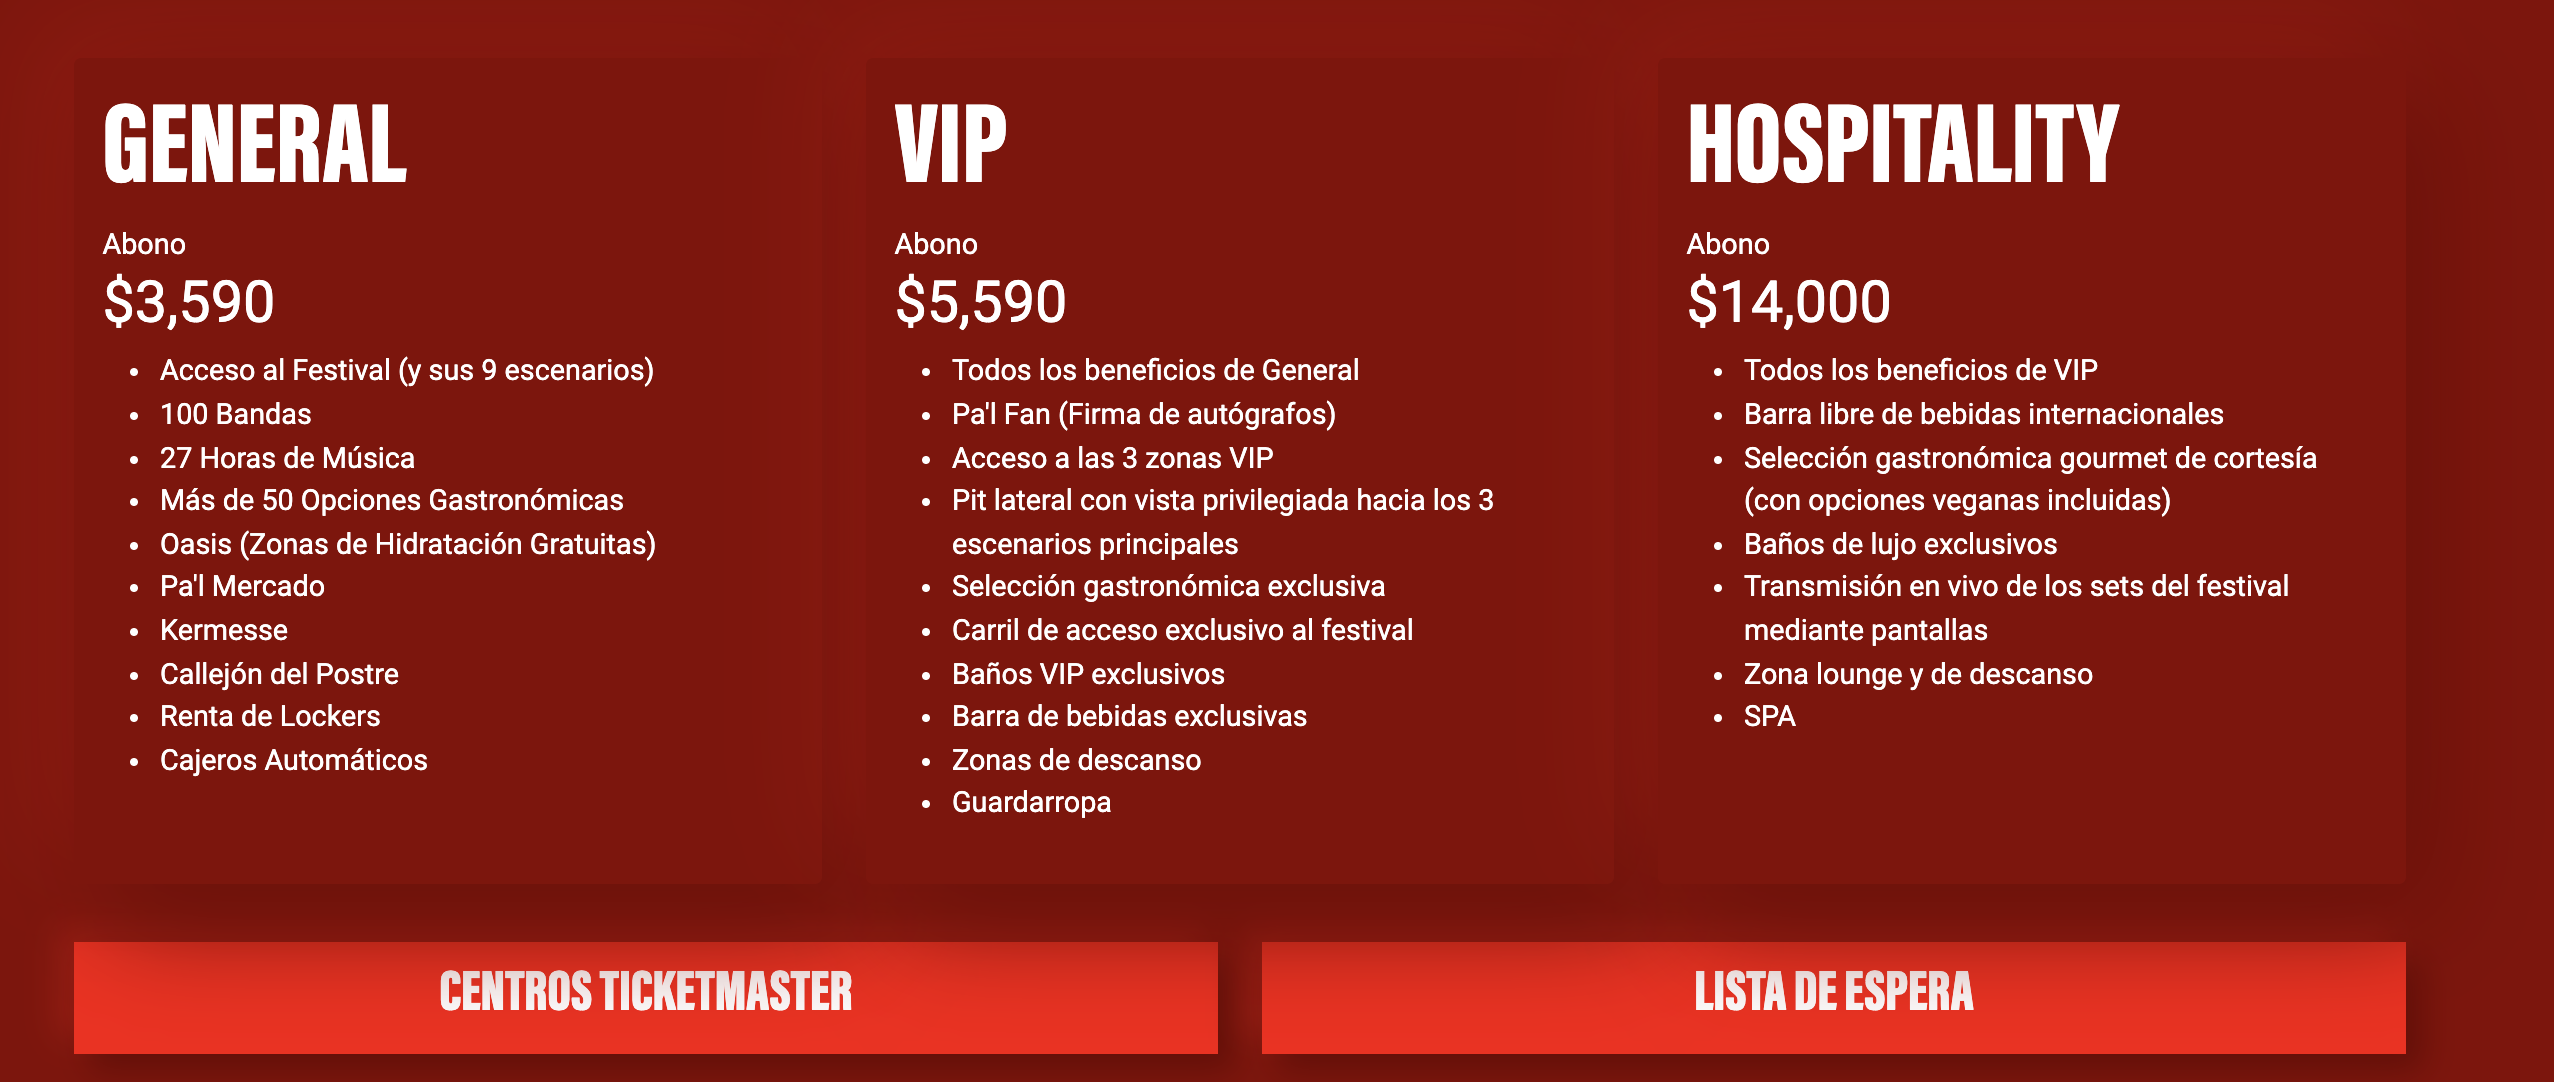 GENERAL
Abono
$3,590
• Acceso al Festival (y sus 9 escenarios)
• 100 Bandas
• 27 Horas de Música
• Más de 50 Opciones Gastronómicas
• Oasis (Zonas de Hidratación Gratuitas)
• Pa'l Mercado
• Kermesse
• Callejón del Postre
• Renta de Lockers
• Cajeros Automáticos
VIP
Abono
$5,590
• Todos los beneficios de General
• Pa'l Fan (Firma de autógrafos)
• Acceso a las 3 zonas VIP
• Pit lateral con vista privilegiada hacia los 3
escenarios principales
• Selección gastronómica exclusiva
• Carril de acceso exclusivo al festival
• Baños VIP exclusivos
• Barra de bebidas exclusivas
• Zonas de descanso
• Guardarropa
HOSPITALITY
Abono
$14,000
• Todos los beneficios de VIP
• Barra libre de bebidas internacionales
• Selección gastronómica gourmet de cortesía
(con opciones veganas incluidas)
• Baños de lujo exclusivos
• Transmisión en vivo de los sets del festival
mediante pantallas
• Zona lounge y de descanso
• SPA
CENTROS TICKETMASTER
LISTA DE ESPERA